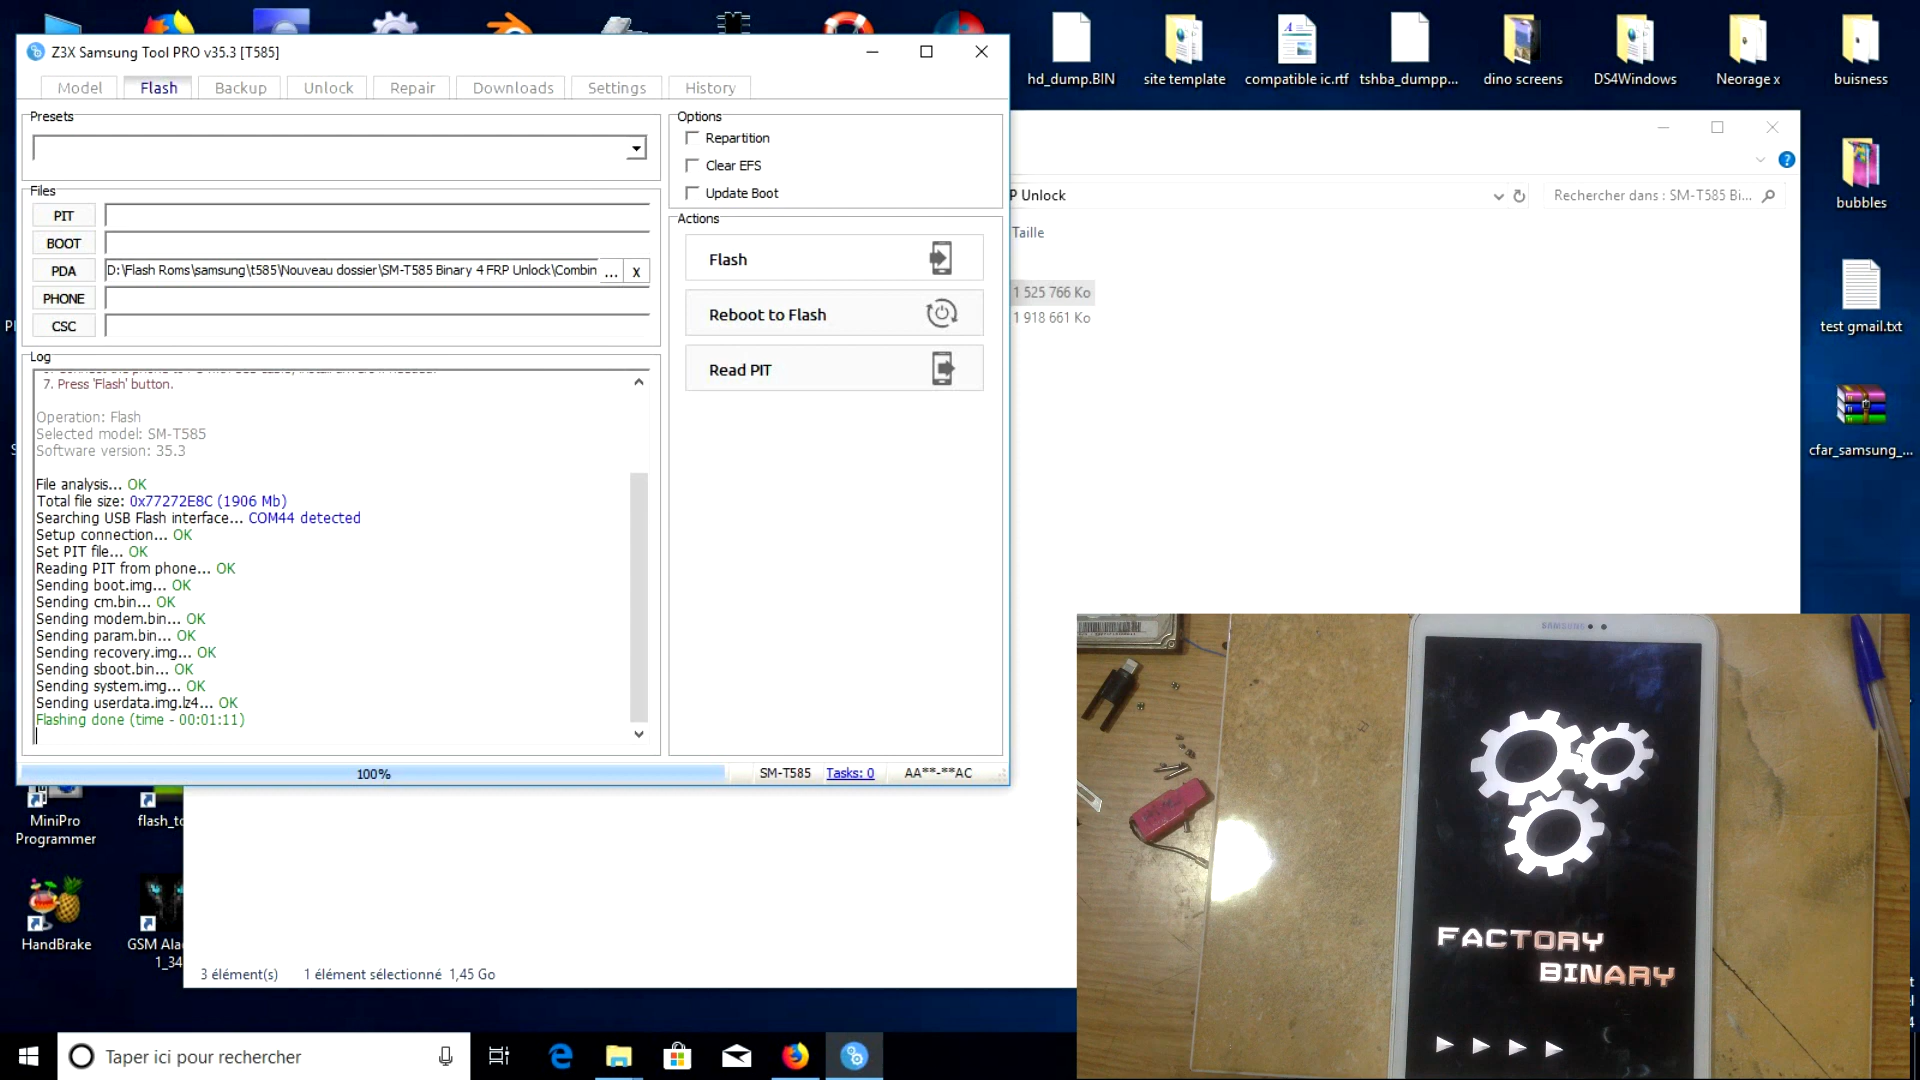 Z3X Samsung Tool PRO v35.3 [T585]
Model
Flash
Backup
Unlock
Repair
Downloads
Settings
History
Presets
Files
PIT
BOOT
PDA
D:\Flash Roms\samsung\t585\Nouveau dossier\SM-T585 Binary 4 FRP Unlock\Combin
...
x
PHONE
CSC
Log
7. Press 'Flash' button.
Operation: Flash
Selected model: SM-T585
Software version: 35.3
File analysis... OK
Total file size: 0x77272E8C (1906 Mb)
Searching USB Flash interface... COM44 detected
Setup connection... OK
Set PIT file... OK
Reading PIT from phone... OK
Sending boot.img... OK
Sending cm.bin... OK
Sending modem.bin... OK
Sending param.bin... OK
Sending recovery.img... OK
Sending sboot.bin... OK
Sending system.img... OK
Sending userdata.img.lz4... OK
Flashing done (time - 00:01:11)
100%
SM-T585
Tasks: 0
AA**-**AC
Options
Repartition
Clear EFS
Update Boot
Actions
Flash
Reboot to Flash
Read PIT
P Unlock
Rechercher dans : SM-T585 Bi...
Taille
1 525 766 Ko
1 918 661 Ko
3 élément(s)
1 élément sélectionné 1,45 Go
hd_dump.BIN
site template
compatible ic.rtf
tshba_dumpp...
dino screens
DS4Windows
Neorage x
buisness
bubbles
test gmail.txt
cfar_samsung_...
MiniPro
Programmer
flash_to
HandBrake
GSM Ala
1_34
SAMSUNG
FACTORY
BINARY
Taper ici pour rechercher